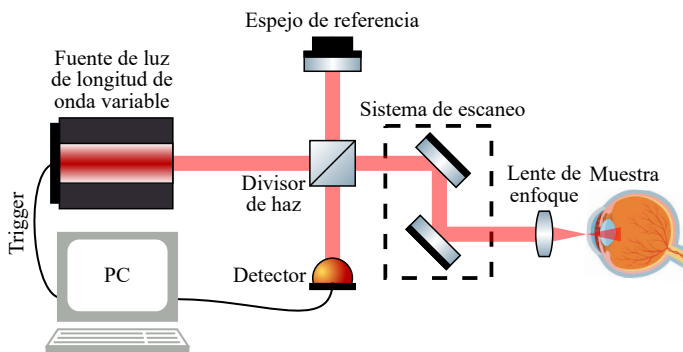 Espejo de referencia
Fuente de luz
de longitud de
onda variable
Sistema de escaneo
Divisor
de haz
Lente de
enfoque
Muestra
Trigger
PC
Detector